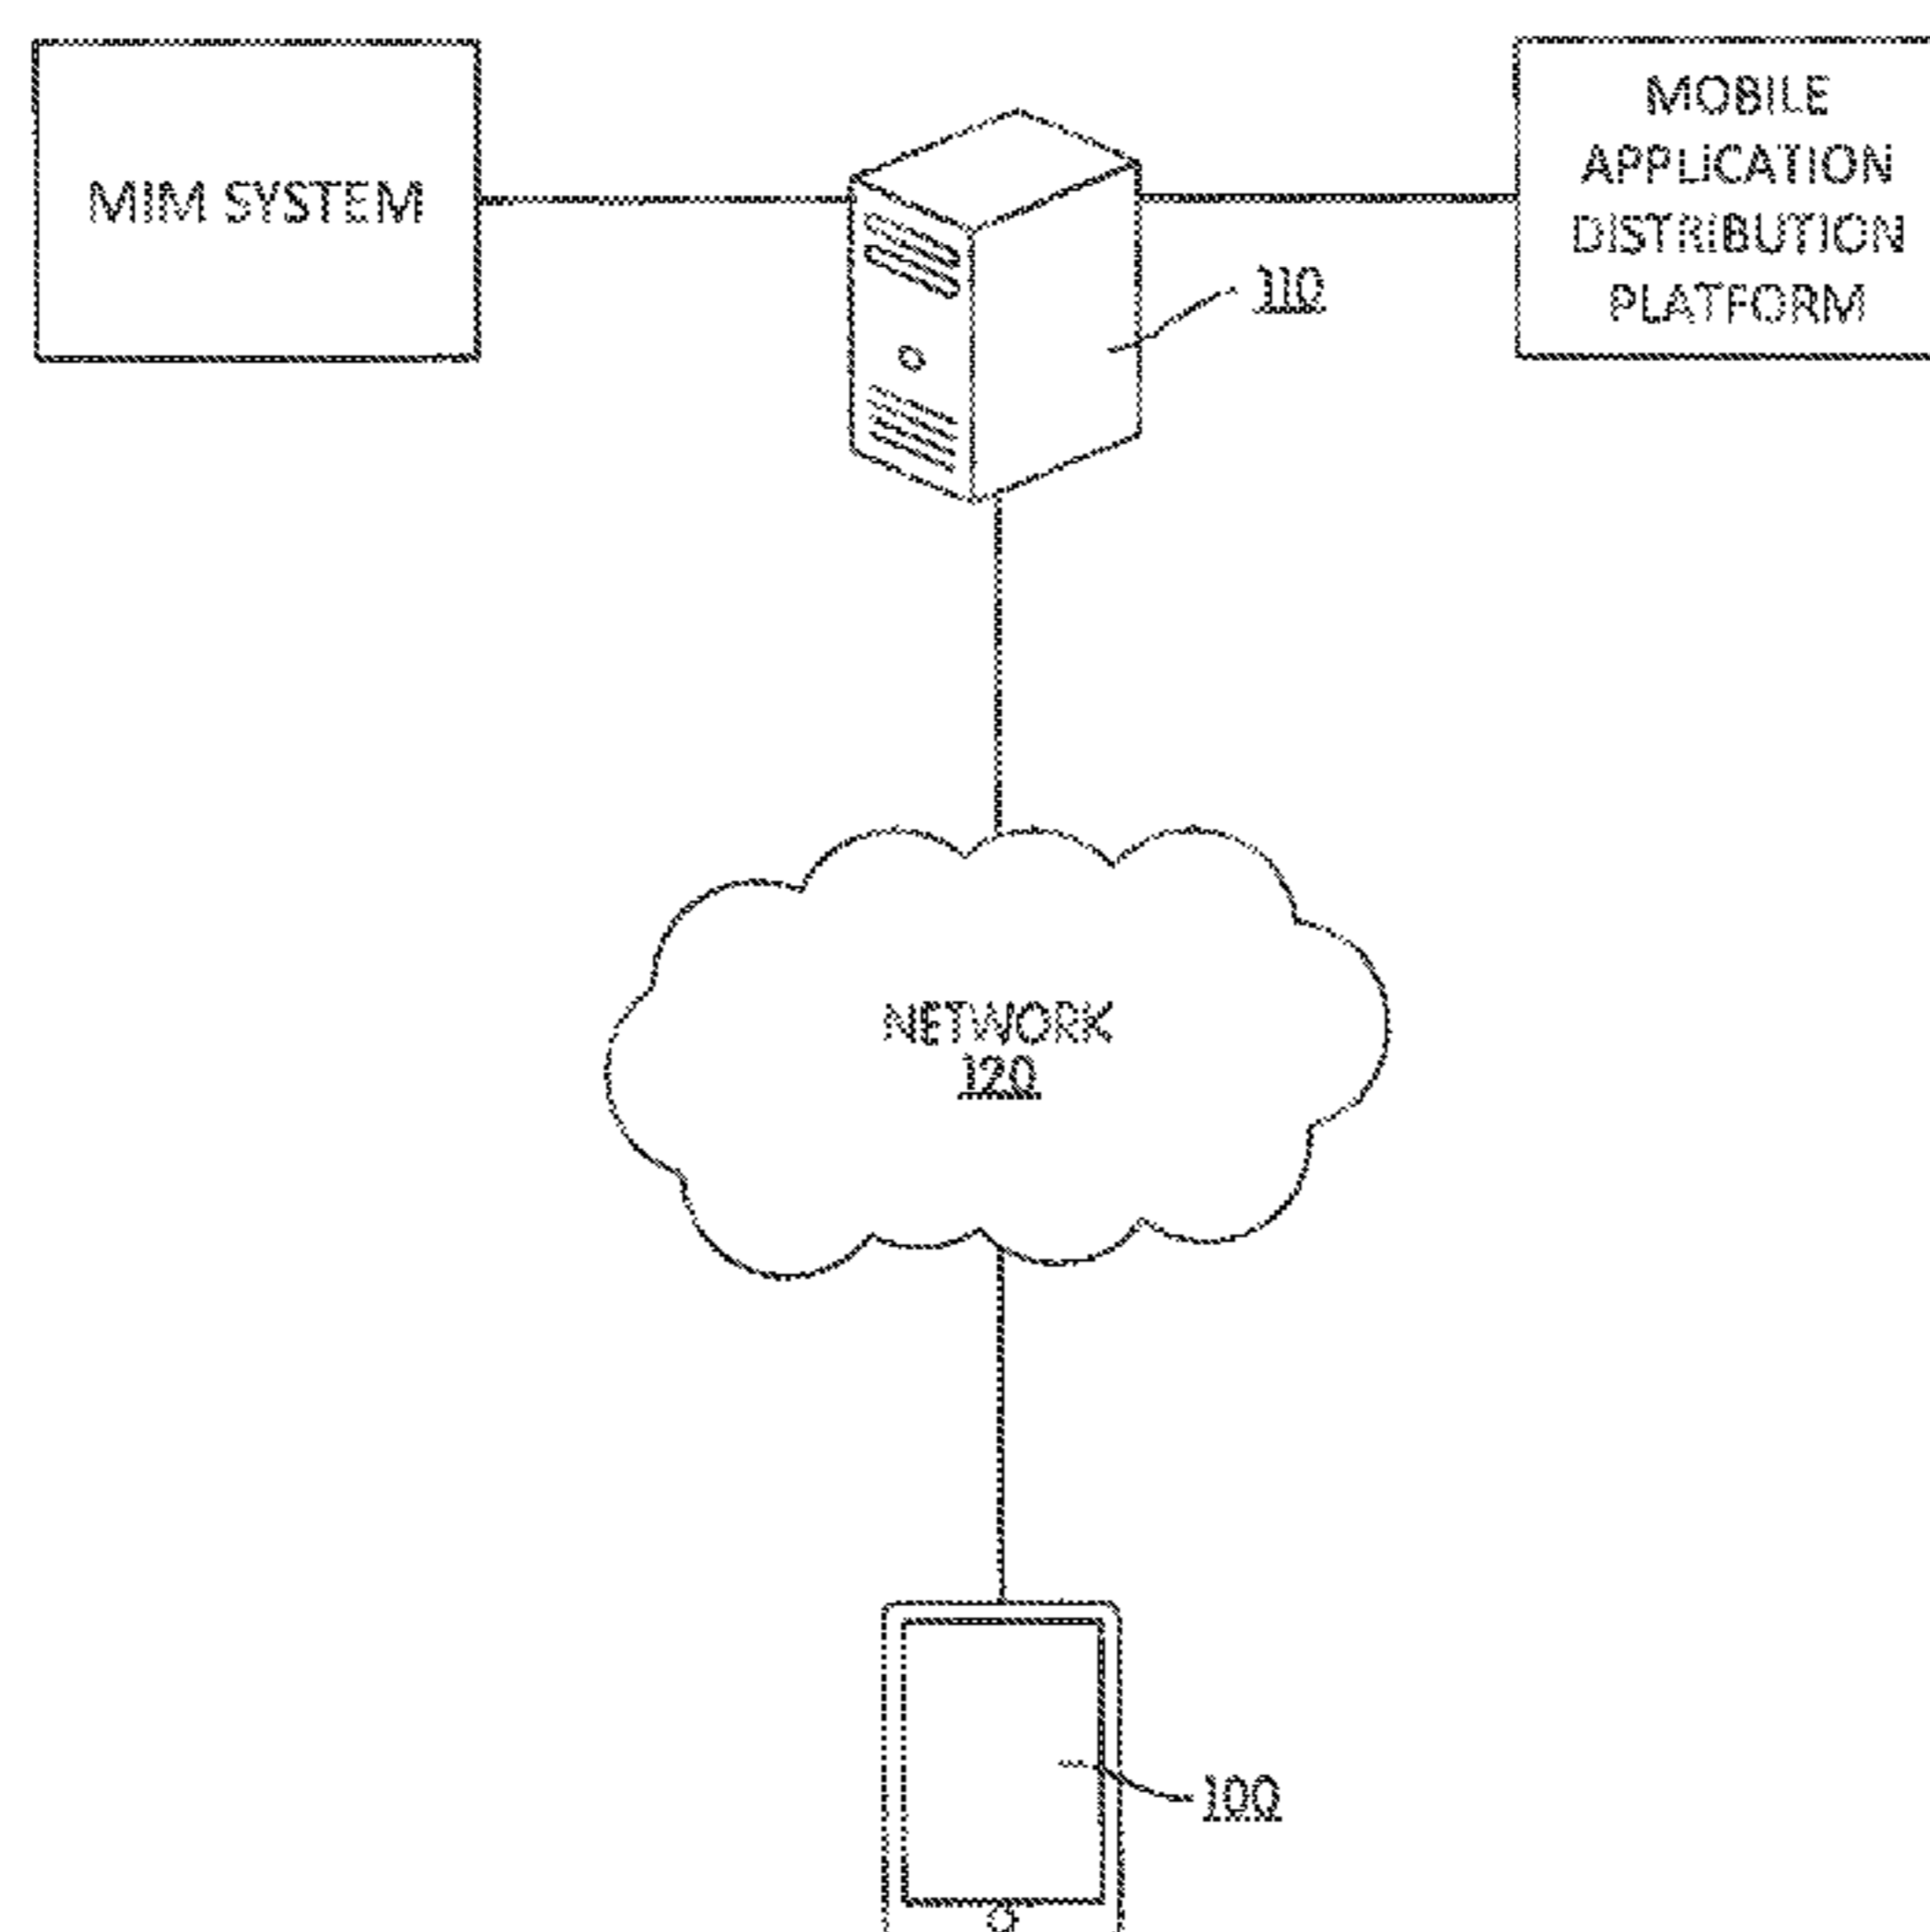 MIM SYSTEM
MOBILE
APPLICATION
DISTRIBUTION
PLATFORM
110
NETWORK
120
100